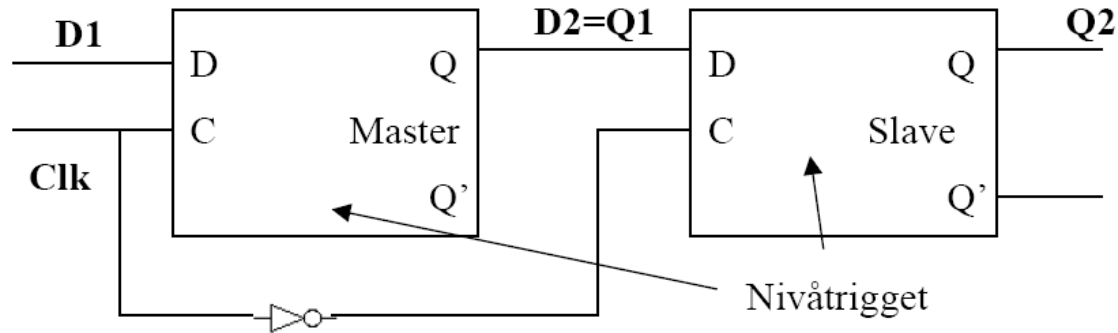 D1
D2=Q1
Q2
D
Q
D
Q
C
Master
C
Slave
Clk
Q’
Q’
Nivåtrigget